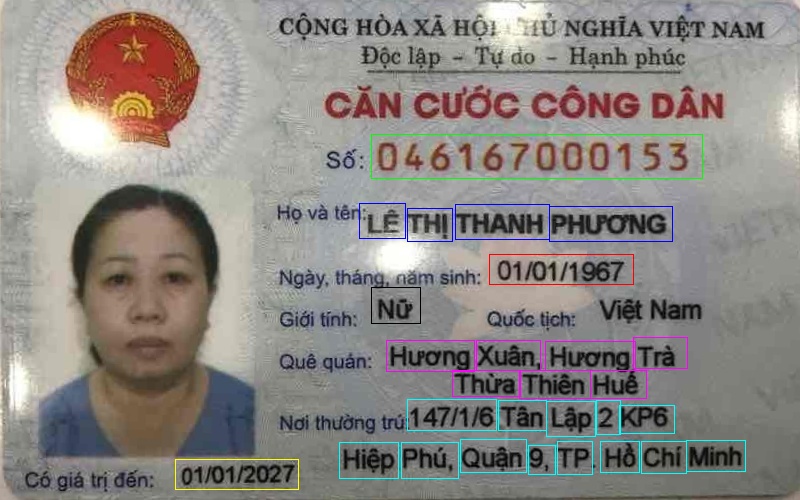 CỘNG HÒA XÃ HỘI CHỦ NGHĨA VIỆT NAM
Độc lập – Tự do – Hạnh phúc
CĂN CƯỚC CÔNG DÂN
Số: 046167000153
Họ và tên: LÊ THỊ THANH PHƯƠNG
Ngày, tháng, năm sinh: 01/01/1967
Giới tính: Nữ Quốc tịch: Việt Nam
Quê quán: Hương Xuân, Hương Trà
Thừa Thiên Huế
Nơi thường trú: 147/1/6 Tân Lập 2 KP6
Hiệp Phú, Quận 9, TP. Hồ Chí Minh
Có giá trị đến: 01/01/2027